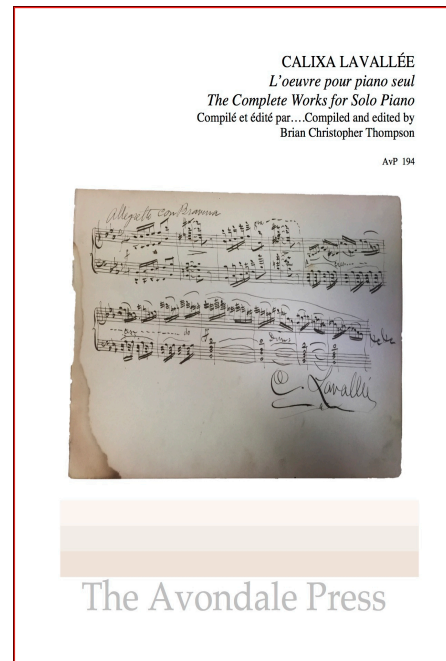 CALIXA LAVALLÉE
L'oeuvre pour piano seul
The Complete Works for Solo Piano
Compilé et édité par....Compiled and edited by
Brian Christopher Thompson
AvP 194
Allegretto con Bravura
C. Lavallée
The Avondale Press